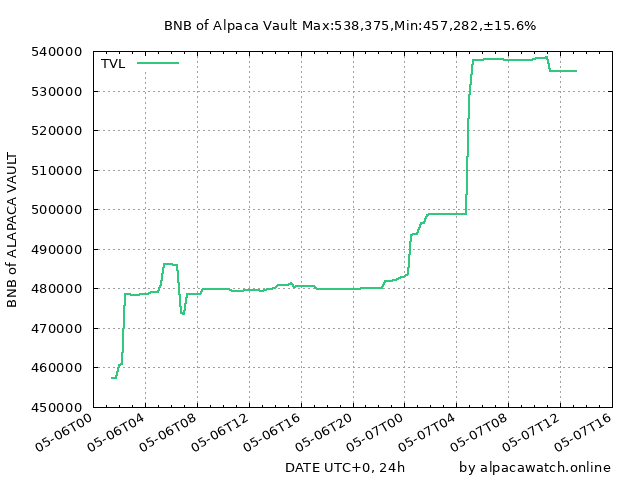 BNB of Alpaca Vault Max:538,375,Min:457,282,±15.6%
TVL
BNB of ALAPACA VAULT
540000
530000
520000
510000
500000
490000
480000
470000
460000
450000
05-06T00
05-06T04
05-06T08
05-06T12
05-06T16
05-06T20
05-07T00
05-07T04
05-07T08
05-07T12
05-07T16
DATE UTC+0, 24h
by alpacawatch.online